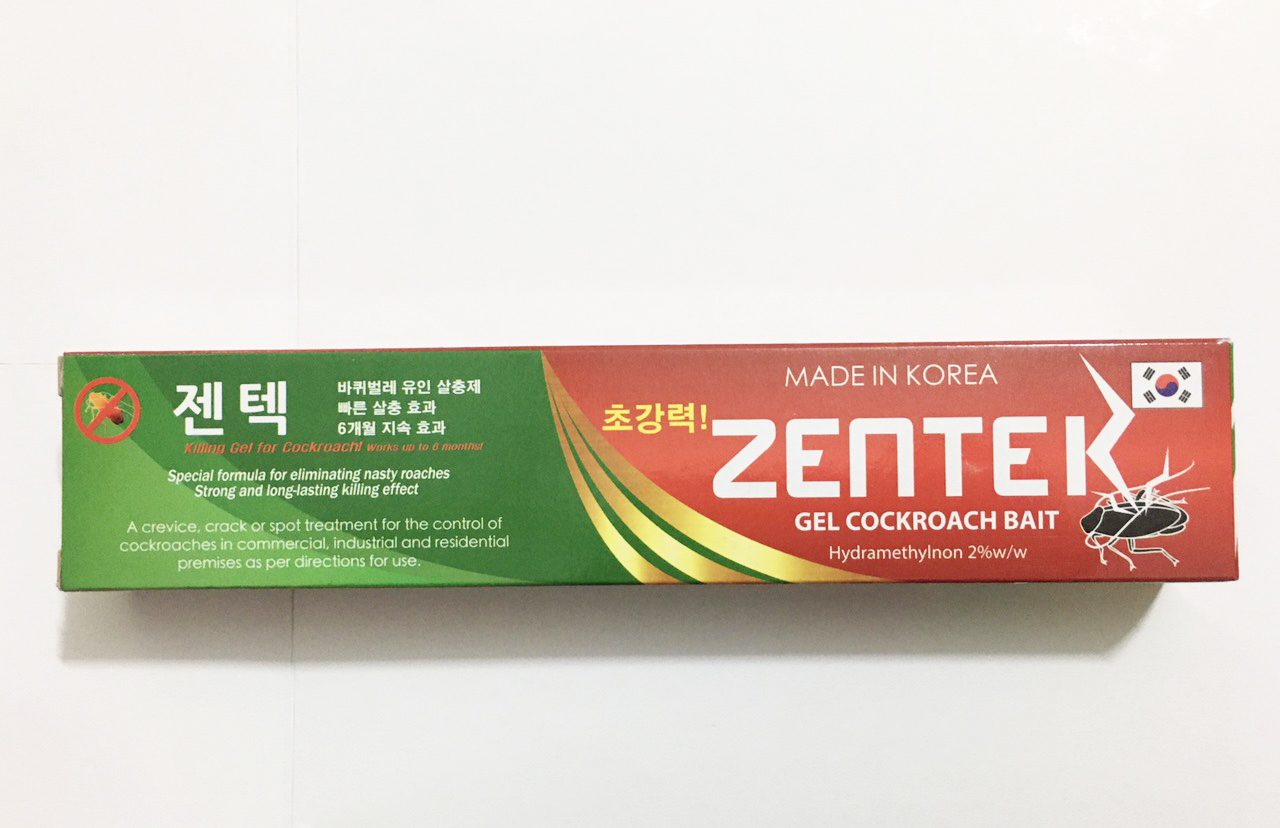 젠텍
바퀴벌레 유인 살충제
빠른 살충 효과
6개월 지속 효과
Killing Gel for Cockroach! Works up to 6 months!
Special formula for eliminating nasty roaches
Strong and long-lasting killing effect
A crevice, crack or spot treatment for the control of
cockroaches in commercial, industrial and residential
premises as per directions for use.
MADE IN KOREA
초강력!
ZENTEK
GEL COCKROACH BAIT
Hydramethylnon 2%w/w